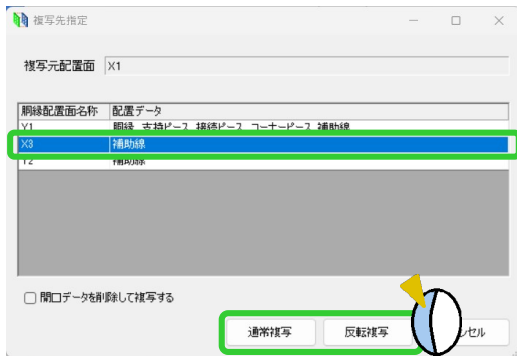 複写先指定
複写元配置面 X1
胴縁配置面名称 配置データ
Y1 胴縁 支持ピース 接続ピース コーナーピース 補助線
X3 補助線
Y2 補助線
開口データを削除して複写する
通常複写 反転複写 ンセル